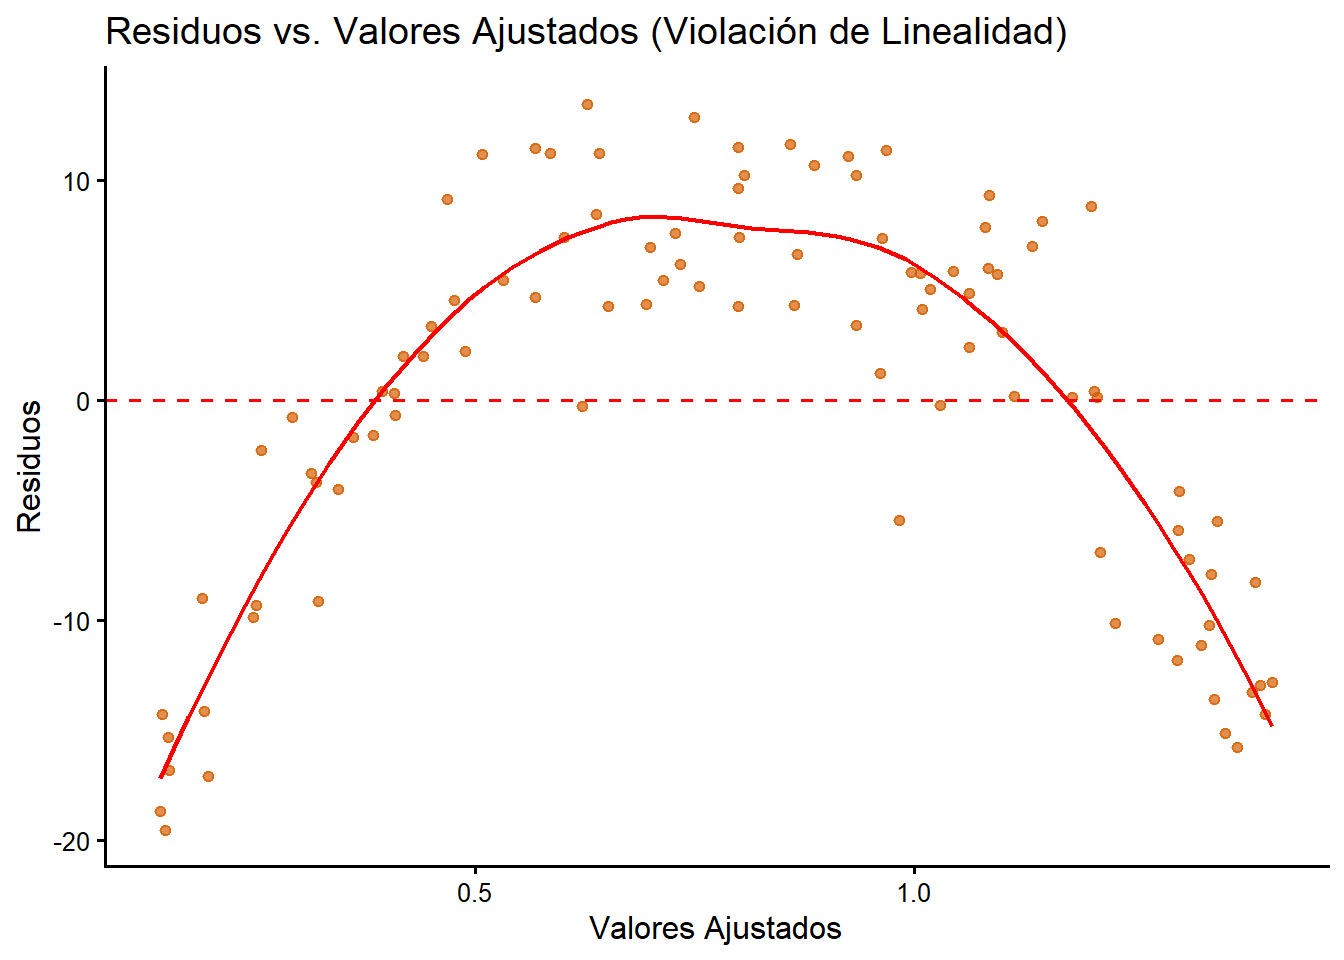 Residuos vs. Valores Ajustados (Violación de Linealidad)
10
0
-10
-20
Residuos
0.5 1.0
Valores Ajustados